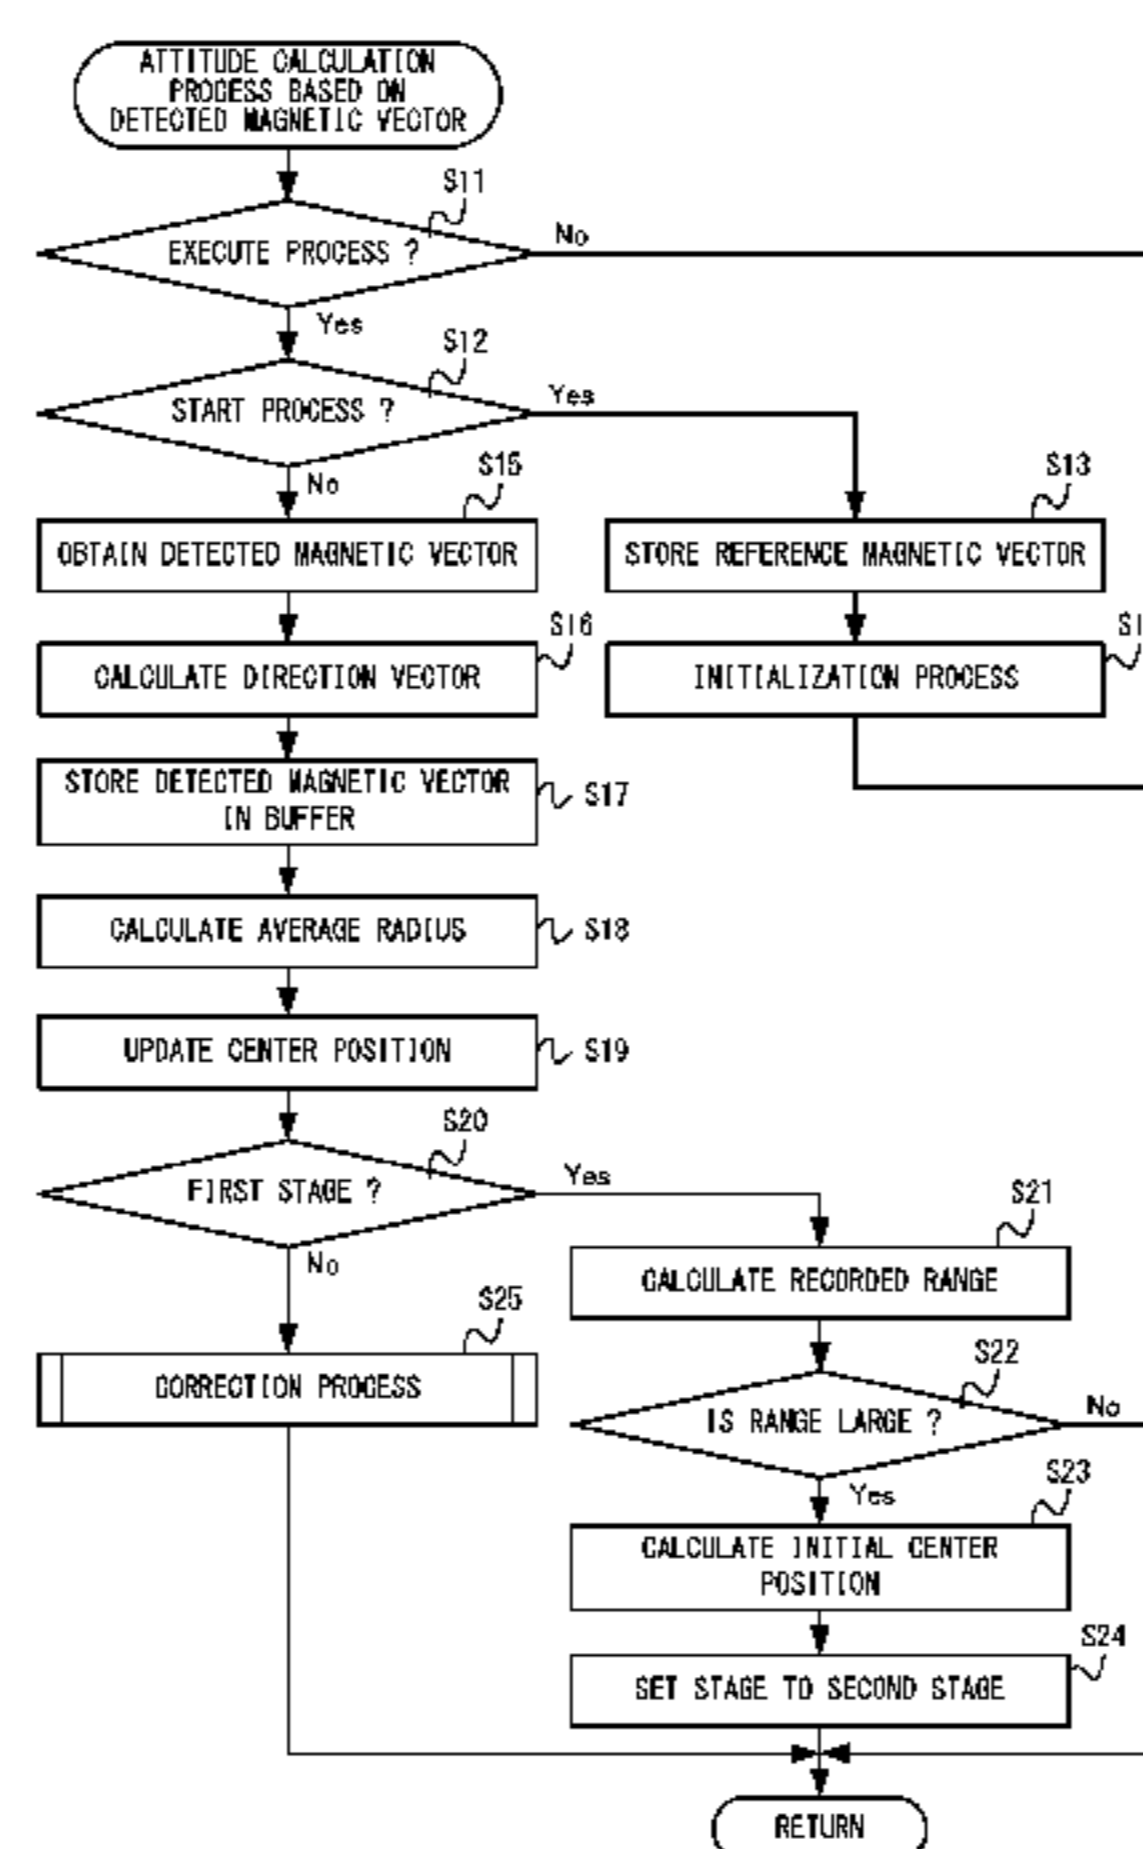 ATTITUDE CALCULATION
PROCESS BASED ON
DETECTED MAGNETIC VECTOR
S11
EXECUTE PROCESS ?
No
Yes
S12
START PROCESS ?
Yes
No
S15
S13
OBTAIN DETECTED MAGNETIC VECTOR
STORE REFERENCE MAGNETIC VECTOR
S16
CALCULATE DIRECTION VECTOR
INITIALIZATION PROCESS
STORE DETECTED MAGNETIC VECTOR
IN BUFFER
S17
CALCULATE AVERAGE RADIUS
S18
UPDATE CENTER POSITION
S19
S20
FIRST STAGE ?
Yes
No
S21
CALCULATE RECORDED RANGE
S25
CORRECTION PROCESS
S22
IS RANGE LARGE ?
No
Yes
S23
CALCULATE INITIAL CENTER
POSITION
S24
SET STAGE TO SECOND STAGE
RETURN